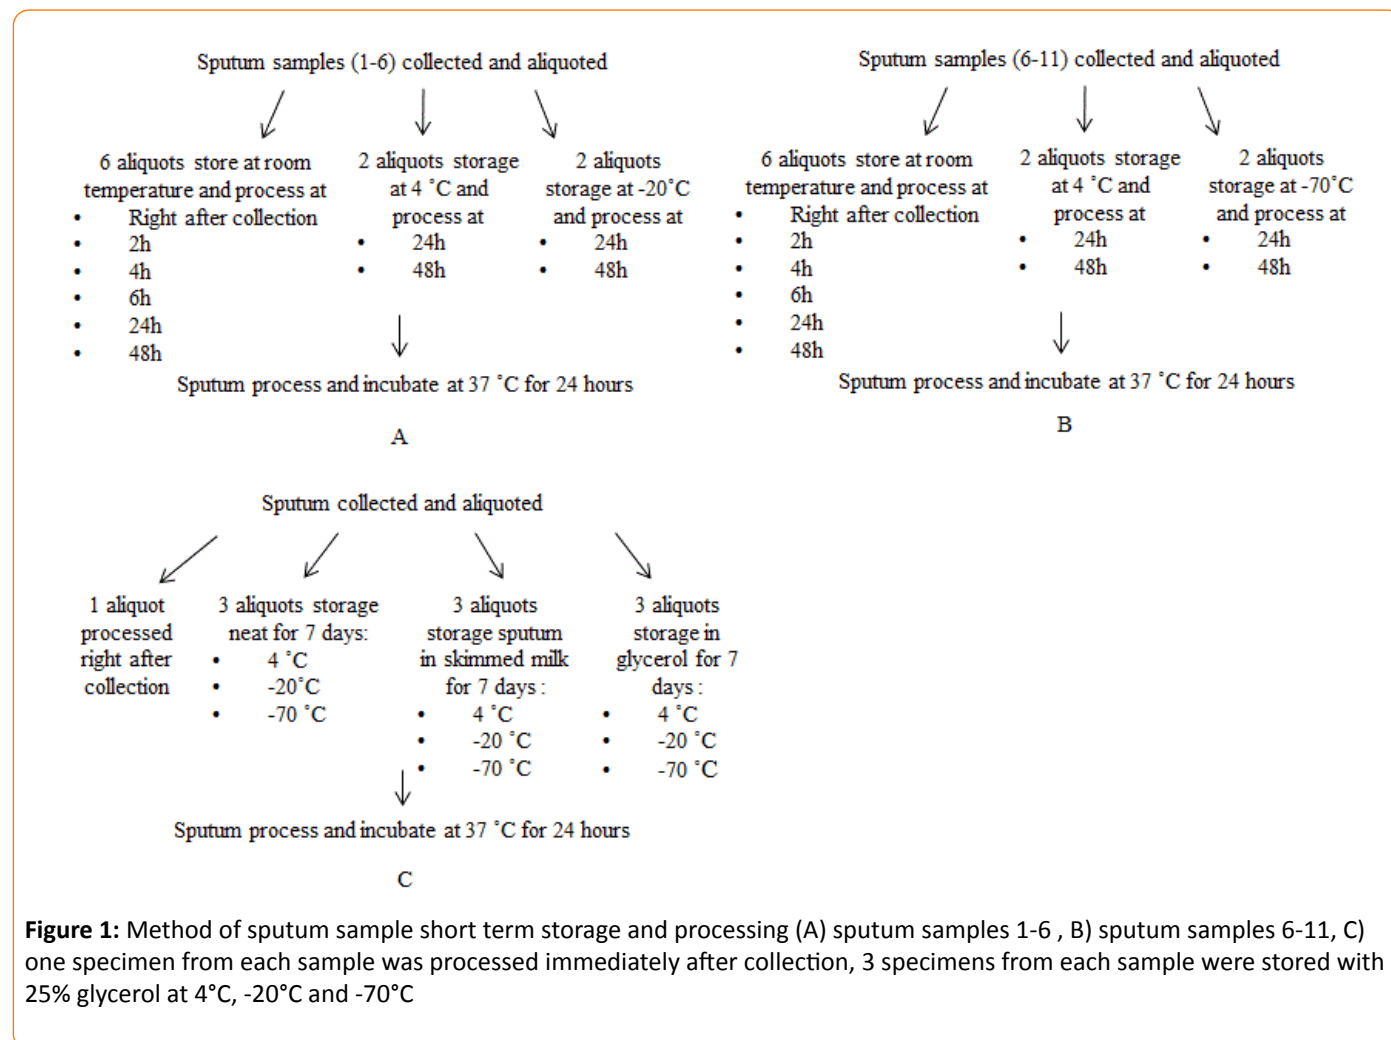 Sputum samples (1-6) collected and aliquoted
6 aliquots store at room
temperature and process at
• Right after collection
• 2h
• 4h
• 6h
• 24h
• 48h
2 aliquots storage
at 4 ˚C and
process at
• 24h
• 48h
2 aliquots
storage at -20˚C
and process at
• 24h
• 48h
Sputum process and incubate at 37 ˚C for 24 hours
A
Sputum samples (6-11) collected and aliquoted
6 aliquots store at room
temperature and process at
• Right after collection
• 2h
• 4h
• 6h
• 24h
• 48h
2 aliquots storage
at 4 ˚C and
process at
• 24h
• 48h
2 aliquots
storage at -70˚C
and process at
• 24h
• 48h
Sputum process and incubate at 37 ˚C for 24 hours
B
Sputum collected and aliquoted
1 aliquot
processed
right after
collection
3 aliquots storage
neat for 7 days:
• 4 ˚C
• -20˚C
• -70 ˚C
3 aliquots
storage sputum
in skimmed milk
for 7 days :
• 4 ˚C
• -20 ˚C
• -70 ˚C
3 aliquots
storage in
glycerol for 7
days :
• 4 ˚C
• -20 ˚C
• -70 ˚C
Sputum process and incubate at 37 ˚C for 24 hours
C
Figure 1: Method of sputum sample short term storage and processing (A) sputum samples 1-6 , B) sputum samples 6-11, C)
one specimen from each sample was processed immediately after collection, 3 specimens from each sample were stored with
25% glycerol at 4°C, -20°C and -70°C